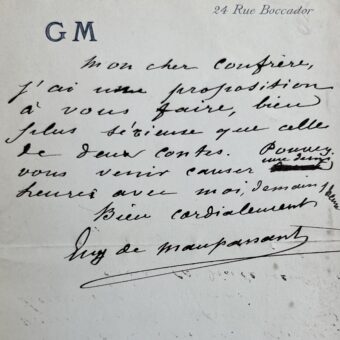 24 Rue Boccador
GM
Mon cher confrère,
j'ai une proposition
à vous faire, bien
plus sérieuse que celle
de deux contes. Pouvez
vous venir causer une demi
heure avec moi, demain
Bien cordialement
Guy de Maupassant